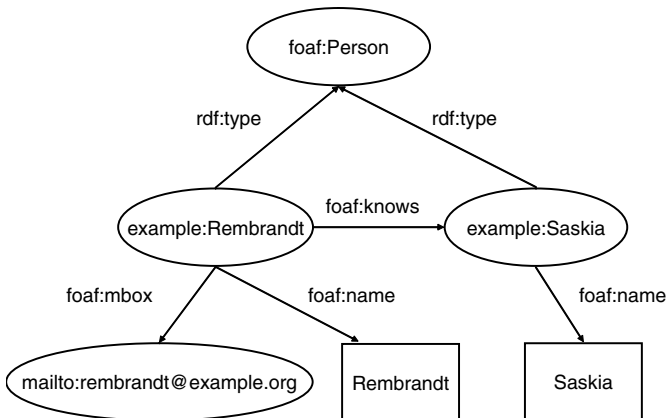 foaf:Person
rdf:type
rdf:type
foaf:knows
example:Rembrandt
example:Saskia
foaf:mbox
foaf:name
foaf:name
mailto:rembrandt@example.org
Rembrandt
Saskia